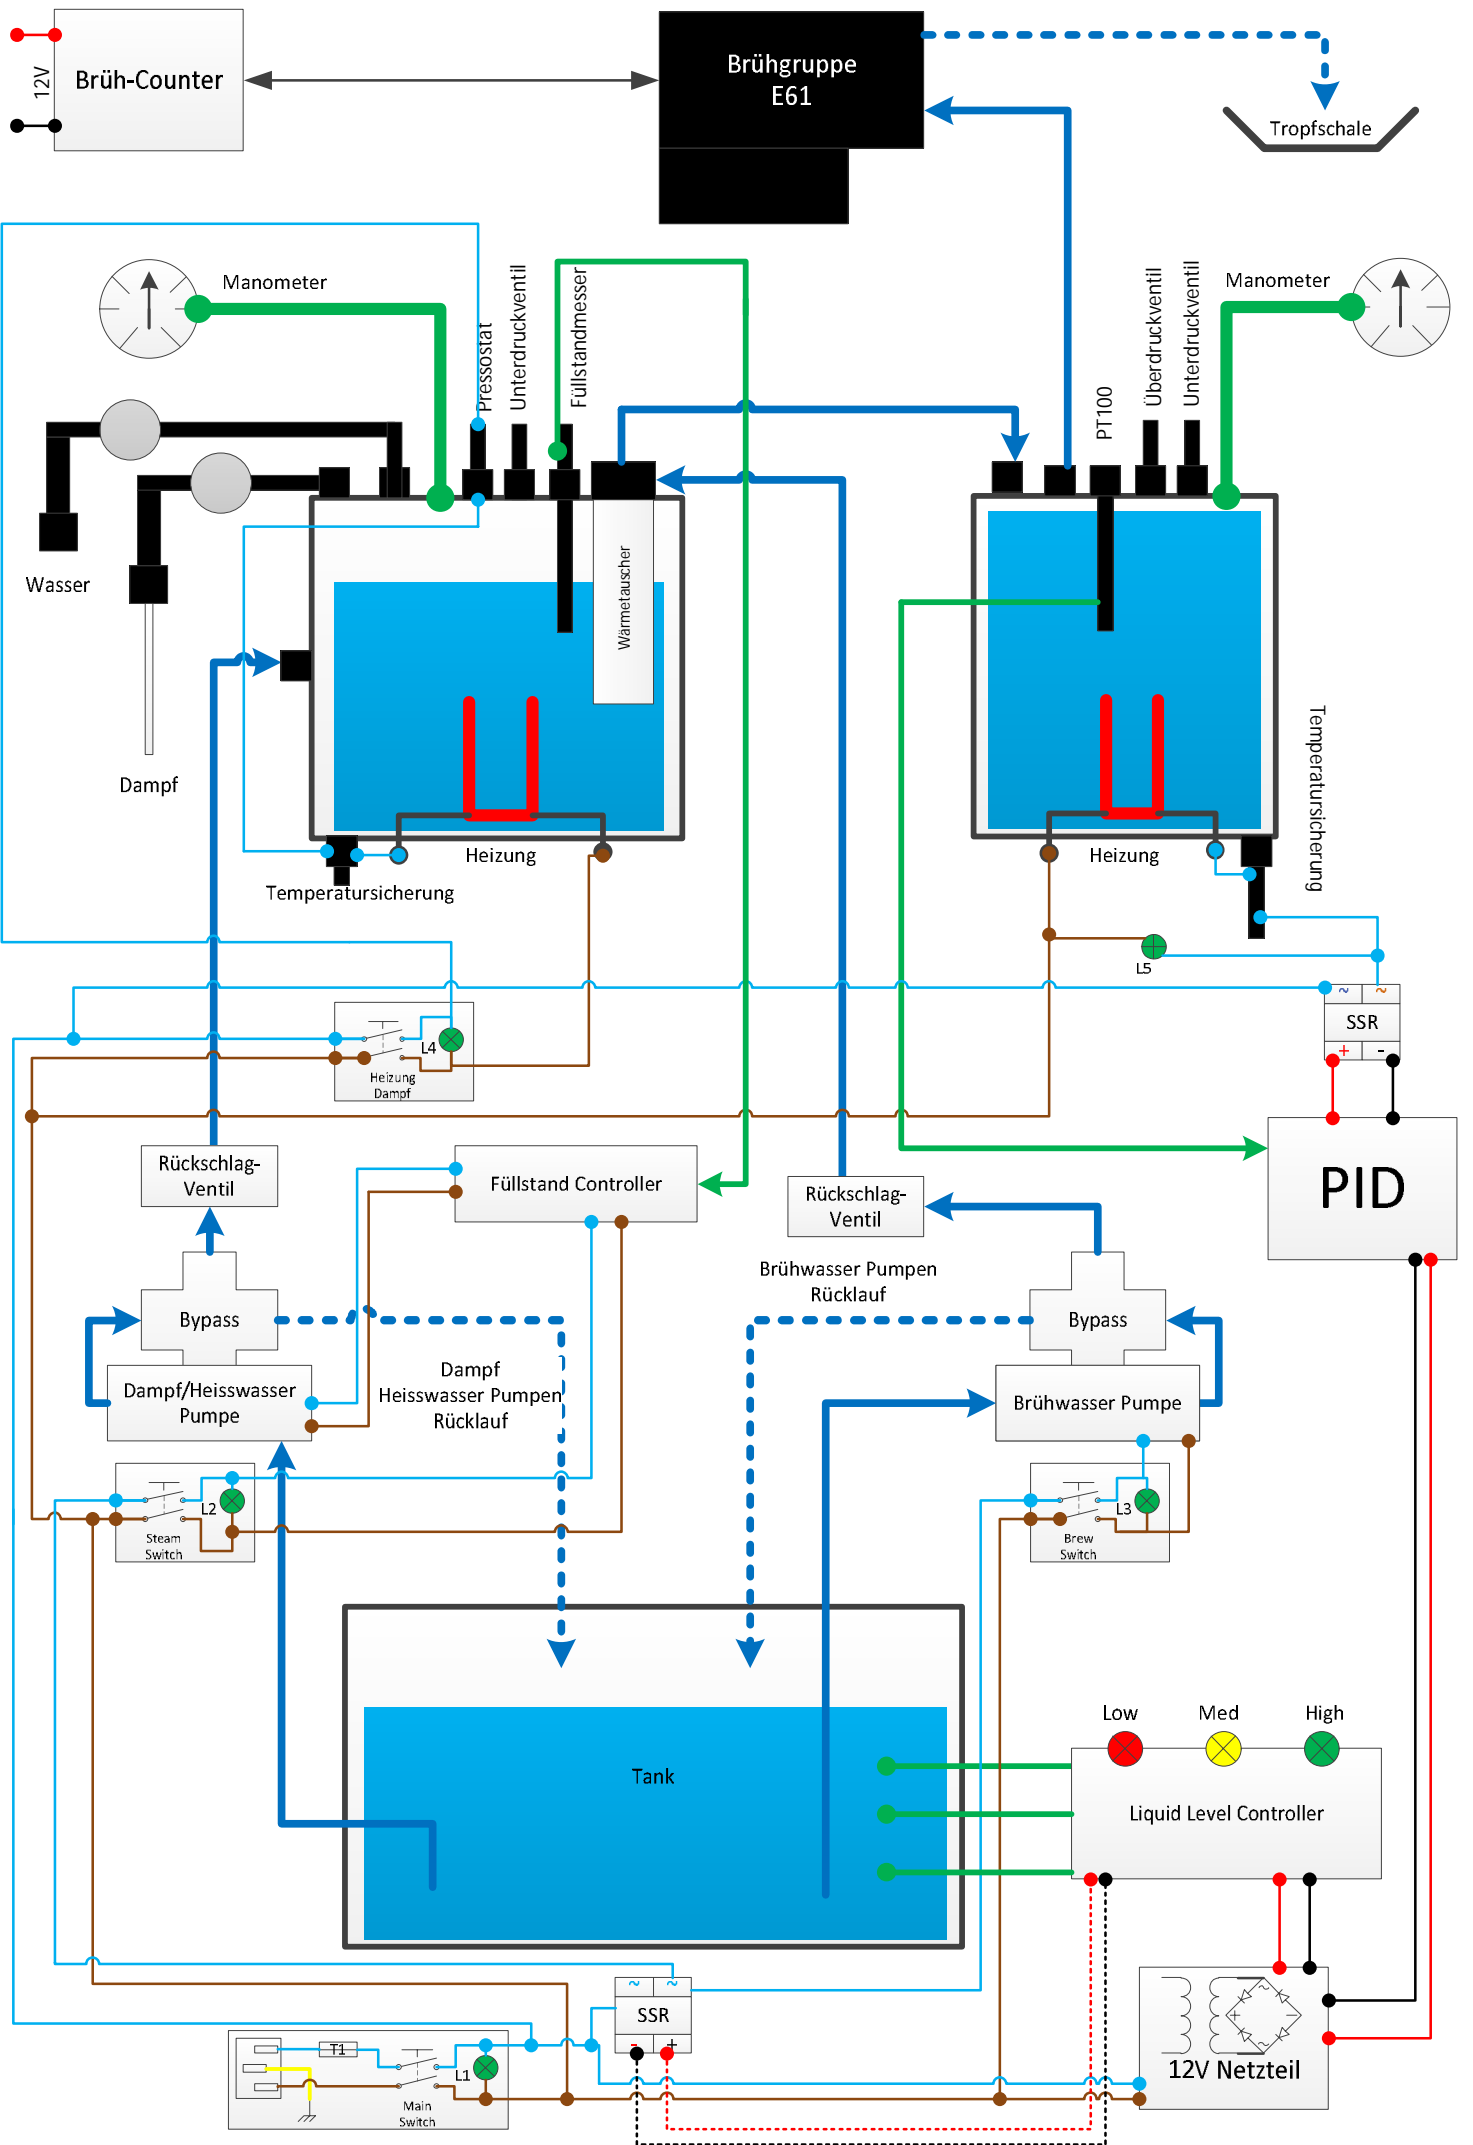 12V
Brüh-Counter
Brühgruppe
E61
Tropfschale
Manometer
Pressostat
Unterdruckventil
Füllstandmesser
PT100
Überdruckventil
Unterdruckventil
Manometer
Wasser
Dampf
Wärmetauscher
Heizung
Temperatursicherung
Heizung
Temperatursicherung
L5
~ ~
SSR
+ -
L4
Heizung
Dampf
Rückschlag-
Ventil
Füllstand Controller
Rückschlag-
Ventil
PID
Bypass
Brühwasser Pumpen
Rücklauf
Bypass
Dampf/Heisswasser
Pumpe
Dampf
Heisswasser Pumpen
Rücklauf
Brühwasser Pumpe
L2
Steam
Switch
L3
Brew
Switch
Tank
Low Med High
Liquid Level Controller
~ ~
SSR
- +
T1
L1
Main
Switch
~
+ -
~
12V Netzteil